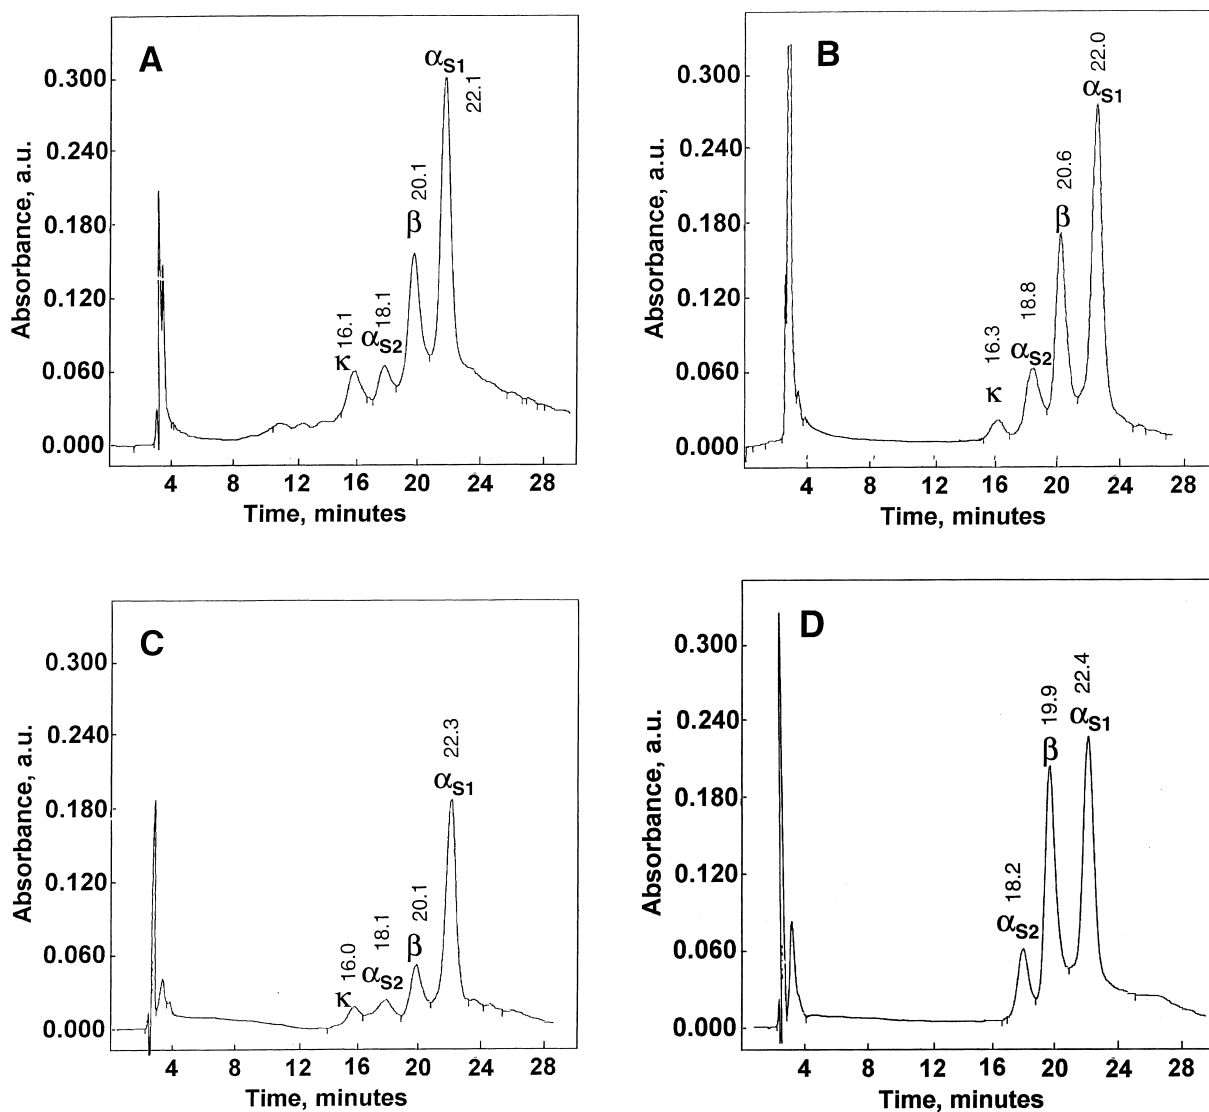 A
αS1
22.1
0.300
0.240
0.180
0.120
0.060
0.000
β
20.1
κ
16.1
αS2
18.1
Absorbance, a.u.
4 8 12 16 20 24 28
Time, minutes
B
αS1
22.0
0.300
0.240
0.180
0.120
0.060
0.000
β
20.6
αS2
18.8
κ
16.3
Absorbance, a.u.
4 8 12 16 20 24 28
Time, minutes
C
0.300
0.240
0.180
0.120
0.060
0.000
αS1
22.3
β
20.1
κ
16.0
αS2
18.1
Absorbance, a.u.
4 8 12 16 20 24 28
Time, minutes
D
0.300
0.240
0.180
0.120
0.060
0.000
β
19.9
αS1
22.4
αS2
18.2
Absorbance, a.u.
4 8 12 16 20 24 28
Time, minutes